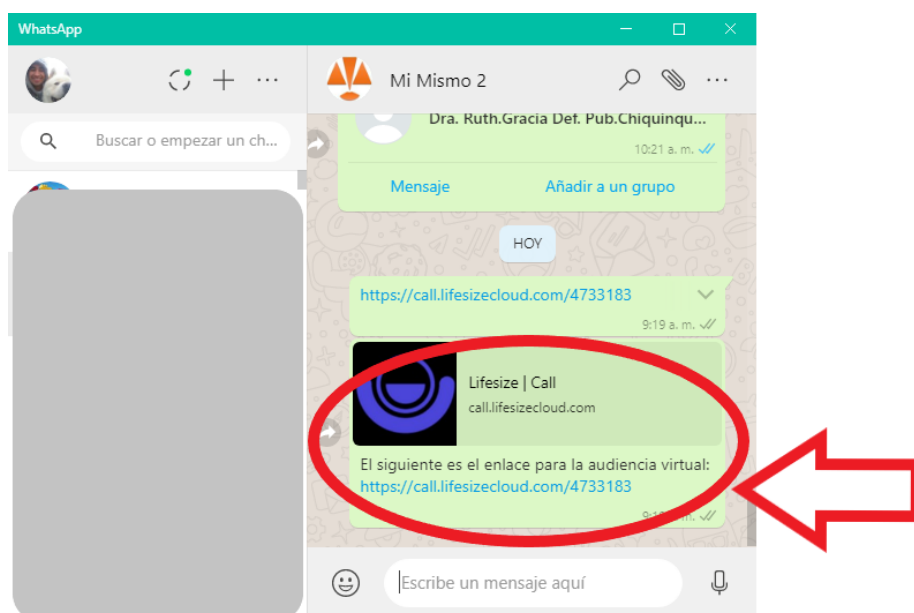 WhatsApp
Mi Mismo 2
Buscar o empezar un ch...
Dra. Ruth.Gracia Def. Pub.Chiquinqu...
10:21 a. m.
Mensaje Añadir a un grupo
HOY
https://call.lifesizecloud.com/4733183
9:19 a. m.
Lifesize | Call
call.lifesizecloud.com
El siguiente es el enlace para la audiencia virtual:
https://call.lifesizecloud.com/4733183
Escribe un mensaje aquí